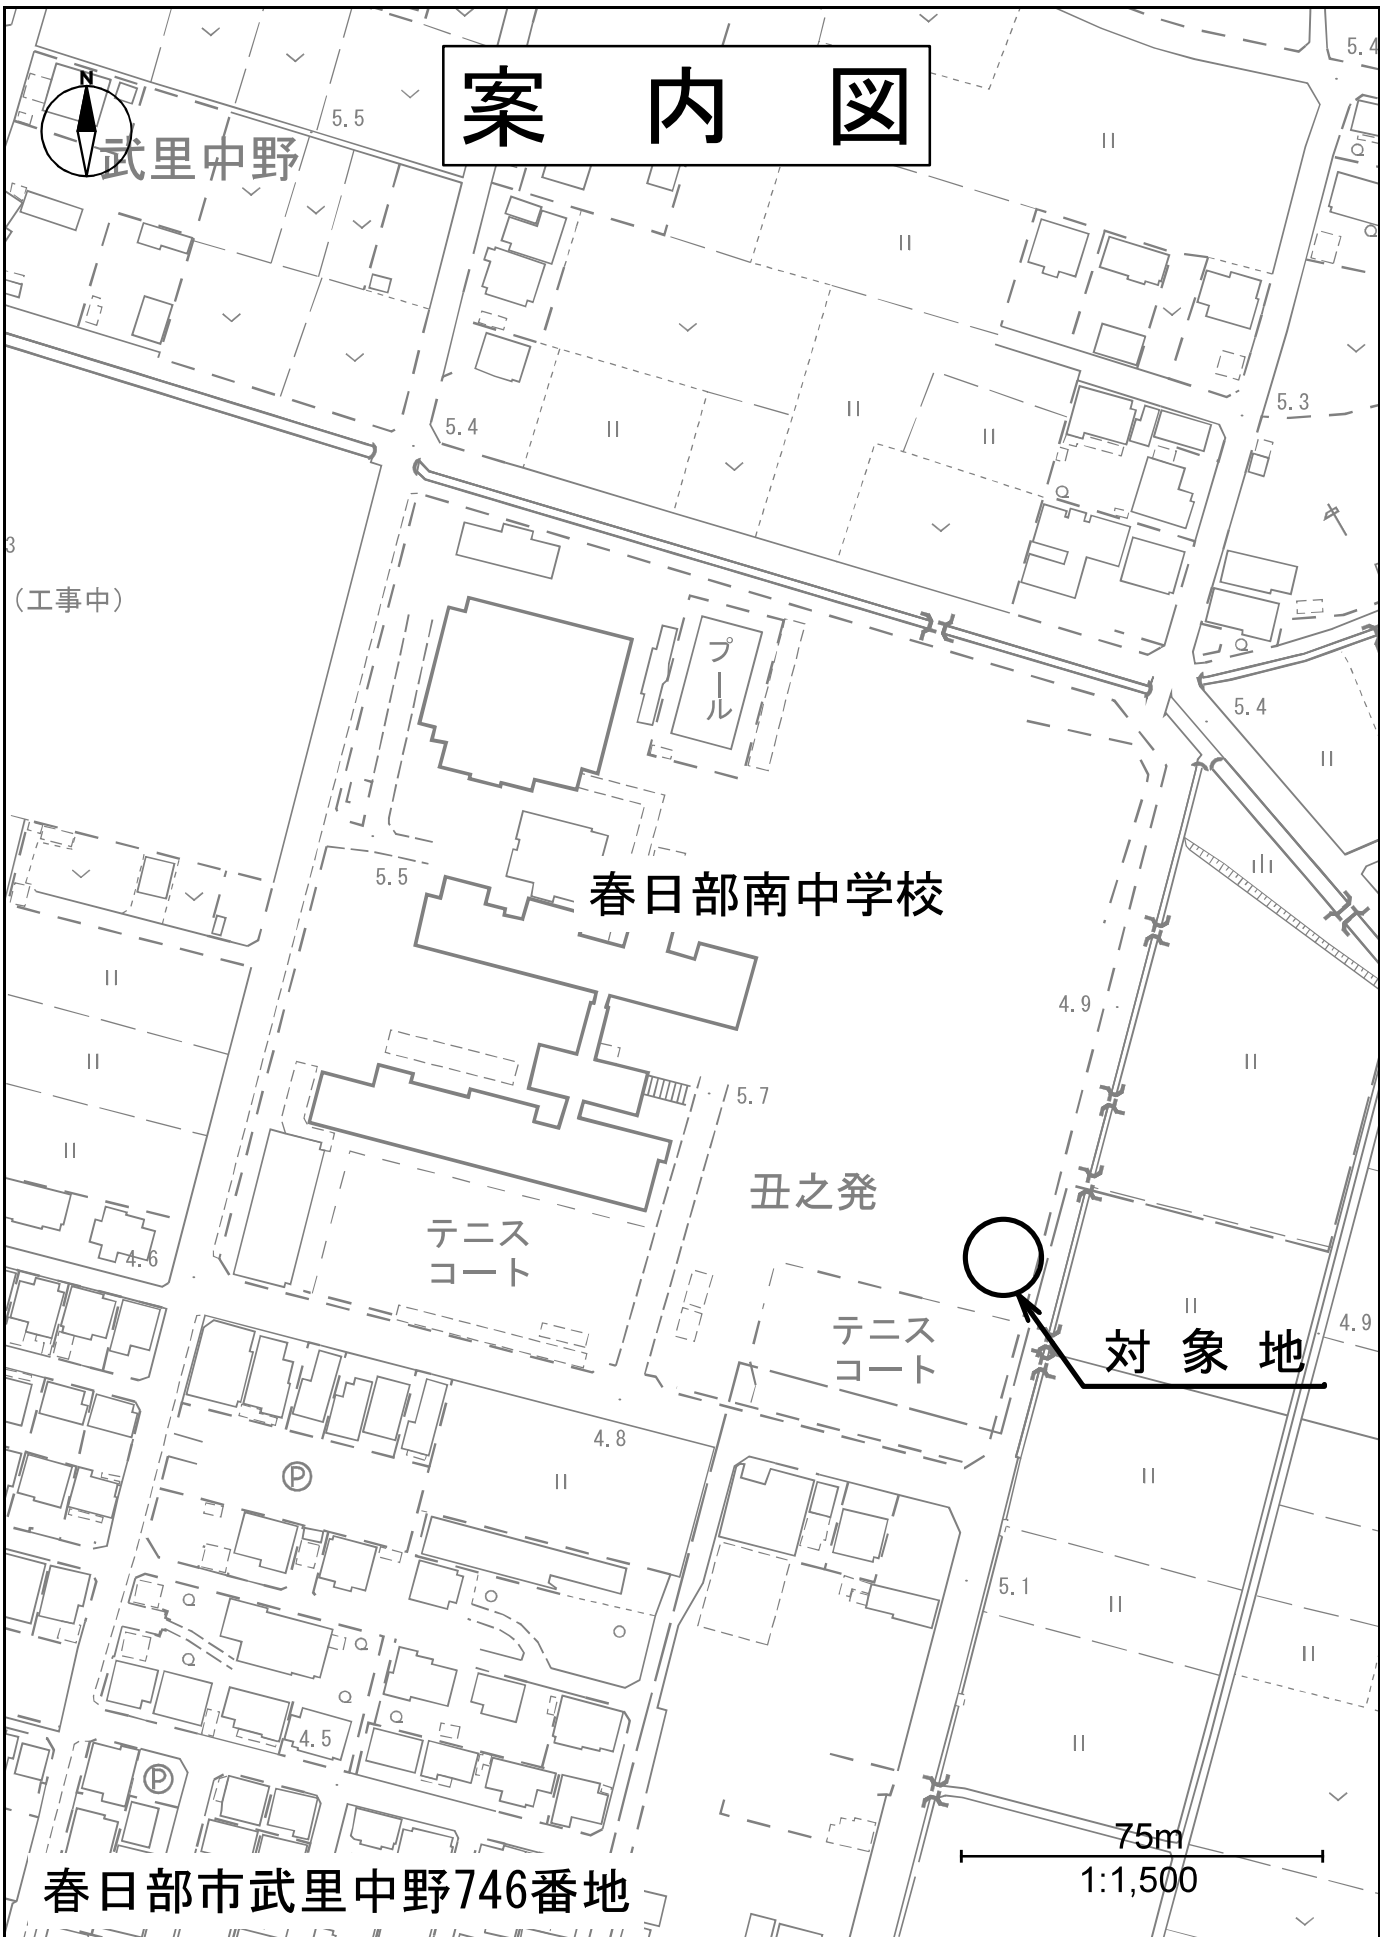 案内図
N
武里中野
5.5
5.4
5.4
5.3
3
(工事中)
プール
5.4
5.5
春日部南中学校
4.9
5.7
丑之発
4.6
テニス
コート
テニス
コート
対象地
4.9
4.8
P
5.1
4.5
P
75m
1:1,500
春日部市武里中野746番地